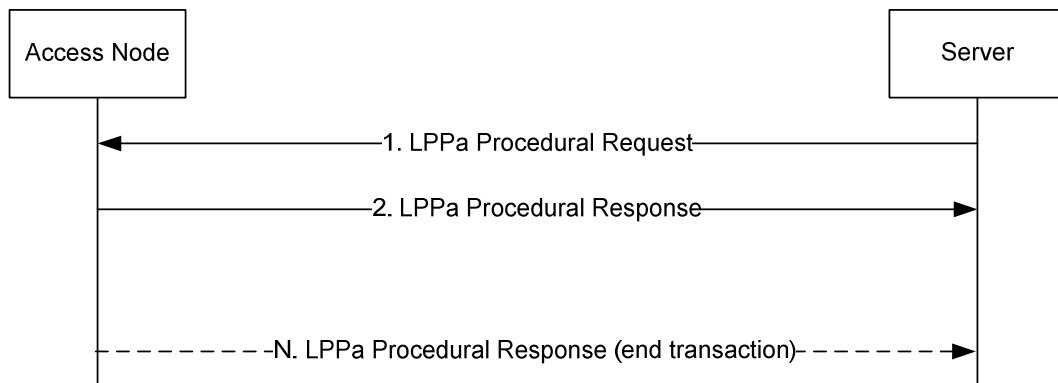 Access Node
Server
1. LPPa Procedural Request
2. LPPa Procedural Response
N. LPPa Procedural Response (end transaction)